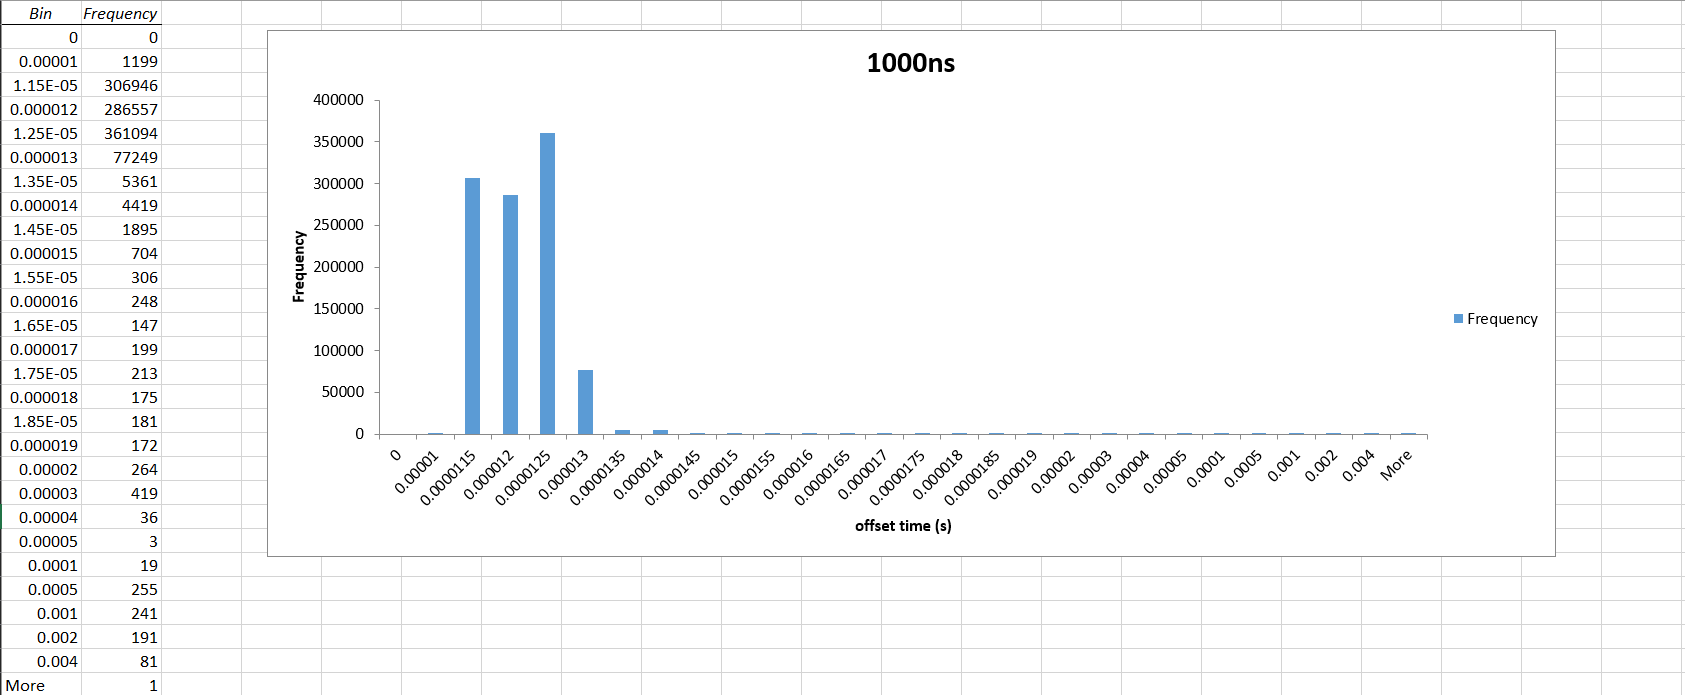 Bin Frequency
0 0
0.00001 1199
1.15E-05 306946
0.000012 286557
1.25E-05 361094
0.000013 77249
1.35E-05 5361
0.000014 4419
1.45E-05 1895
0.000015 704
1.55E-05 306
0.000016 248
1.65E-05 147
0.000017 199
1.75E-05 213
0.000018 175
1.85E-05 181
0.000019 172
0.00002 264
0.00003 419
0.00004 36
0.00005 3
0.0001 19
0.0005 255
0.001 241
0.002 191
0.004 81
More 1
1000ns
Frequency
400000
350000
300000
250000
200000
150000
100000
50000
0
0 0.00001 0.0000115 0.000012 0.0000125 0.000013 0.0000135 0.000014 0.0000145 0.000015 0.0000155 0.000016 0.0000165 0.000017 0.0000175 0.000018 0.0000185 0.000019 0.00002 0.00003 0.00004 0.00005 0.0001 0.0005 0.001 0.002 0.004 More
offset time (s)
Frequency